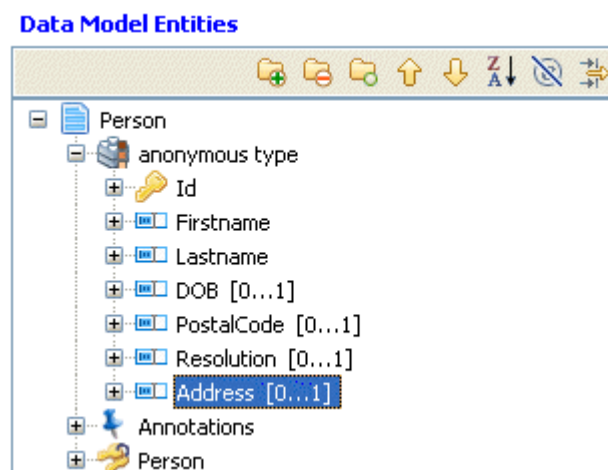 Data Model Entities
Z
A
Person
anonymous type
Id
Firstname
Lastname
DOB [0...1]
PostalCode [0...1]
Resolution [0...1]
Address [0...1]
Annotations
Person